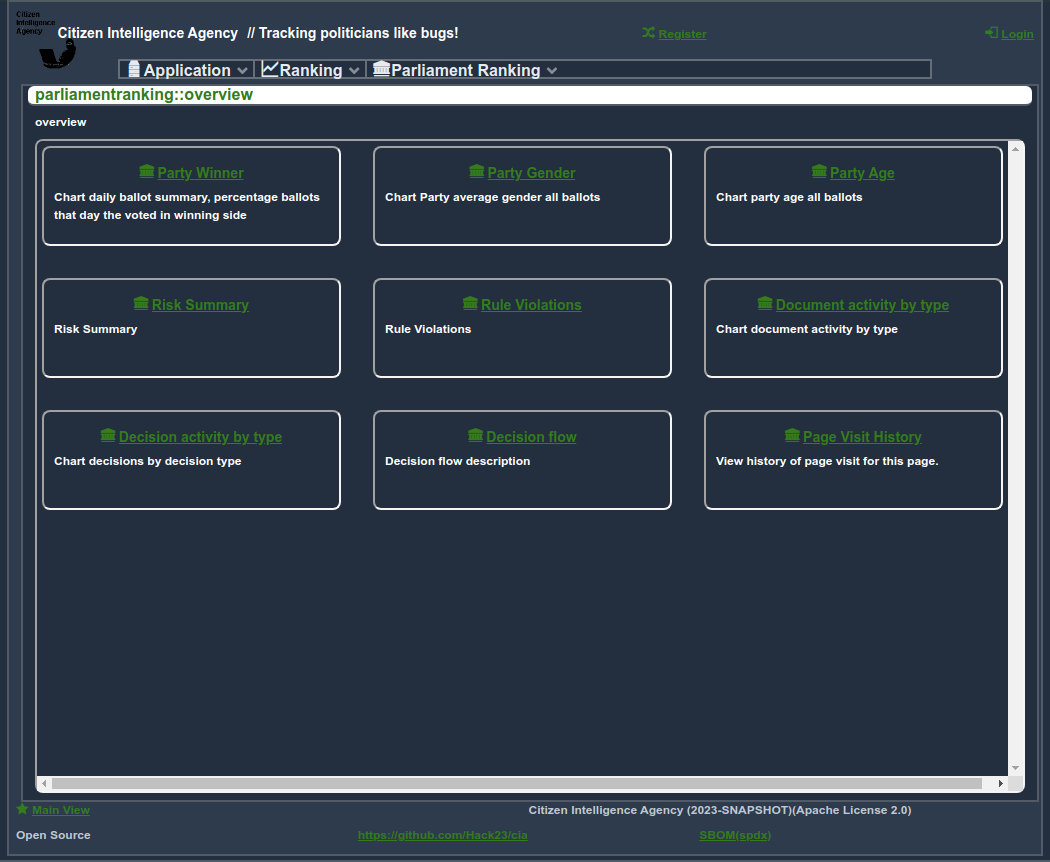 Citizen
Intelligence
Agency
Citizen Intelligence Agency // Tracking politicians like bugs!
Register
Login
Application
Ranking
Parliament Ranking
parliamentranking::overview
overview
Party Winner
Chart daily ballot summary, percentage ballots
that day the voted in winning side
Party Gender
Chart Party average gender all ballots
Party Age
Chart party age all ballots
Risk Summary
Risk Summary
Rule Violations
Rule Violations
Document activity by type
Chart document activity by type
Decision activity by type
Chart decisions by decision type
Decision flow
Decision flow description
Page Visit History
View history of page visit for this page.
Main View
Citizen Intelligence Agency (2023-SNAPSHOT)(Apache License 2.0)
Open Source
https://github.com/Hack23/cia
SBOM(spdx)